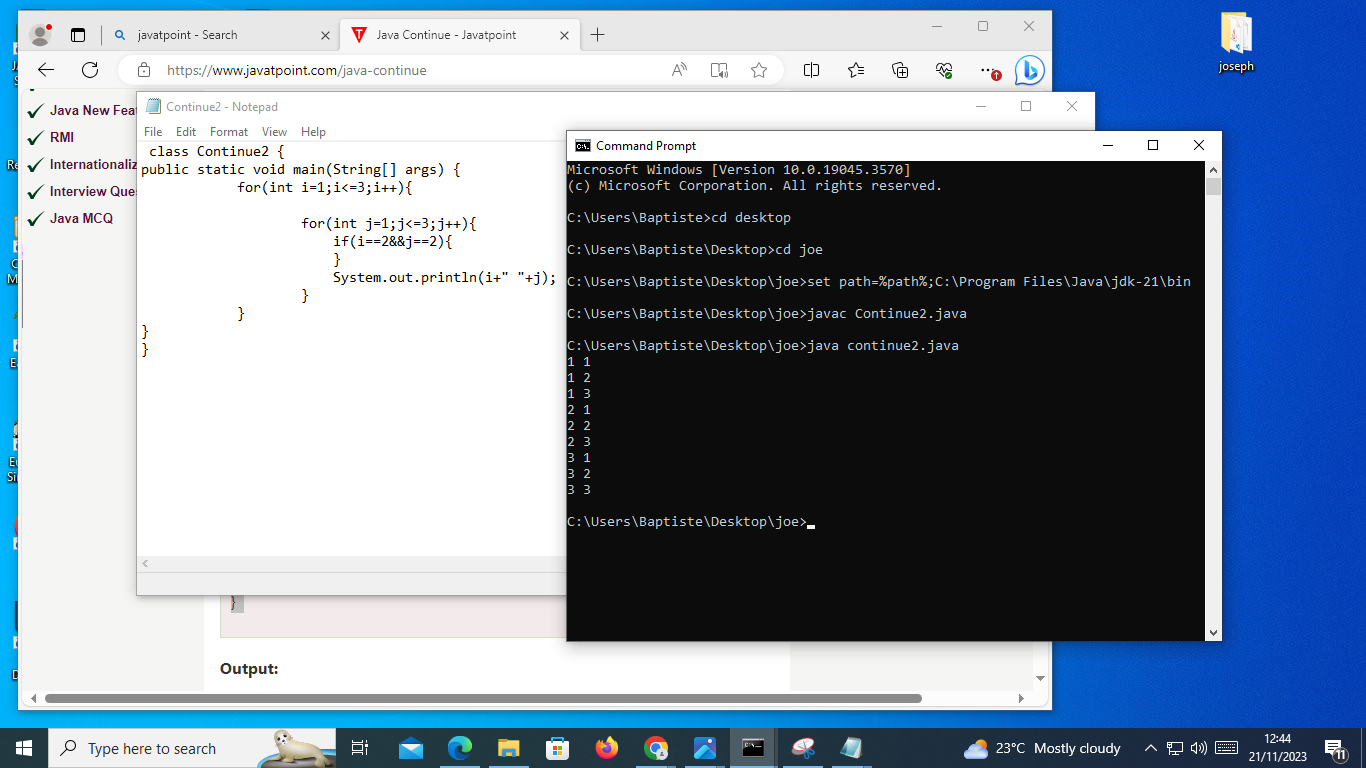 joseph
javatpoint - Search
Java Continue - Javatpoint
https://www.javatpoint.com/java-continue
Java New Feat
RMI
Internationaliz
Interview Ques
Java MCQ
Continue2 - Notepad
File Edit Format View Help
class Continue2 {
public static void main(String[] args) {
for(int i=1;i<=3;i++){
for(int j=1;j<=3;j++){
if(i==2&&j==2){
}
System.out.println(i+" "+j);
}
}
}
}
}
Output:
Command Prompt
Microsoft Windows [Version 10.0.19045.3570]
(c) Microsoft Corporation. All rights reserved.
C:\Users\Baptiste>cd desktop
C:\Users\Baptiste\Desktop>cd joe
C:\Users\Baptiste\Desktop\joe>set path=%path%;C:\Program Files\Java\jdk-21\bin
C:\Users\Baptiste\Desktop\joe>javac Continue2.java
C:\Users\Baptiste\Desktop\joe>java continue2.java
1 1
1 2
1 3
2 1
2 2
2 3
3 1
3 2
3 3
C:\Users\Baptiste\Desktop\joe>
Type here to search
23°C Mostly cloudy
12:44
21/11/2023
11